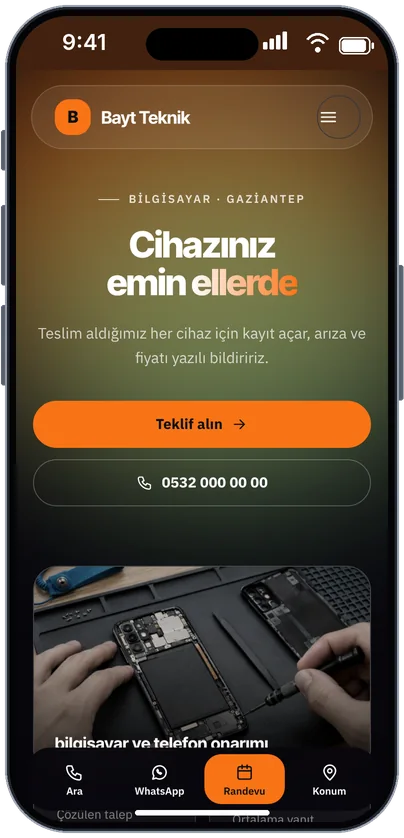 9:41
B Bayt Teknik
BİLGİSAYAR · GAZİANTEP
Cihazınız
emin ellerde
Teslim aldığımız her cihaz için kayıt açar, arıza ve
fiyatı yazılı bildiririz.
Teklif alın →
0532 000 00 00
bilgisayar ve telefon onarımı
Ara WhatsApp Randevu Konum
Çözülen talep Ortalama yanıt